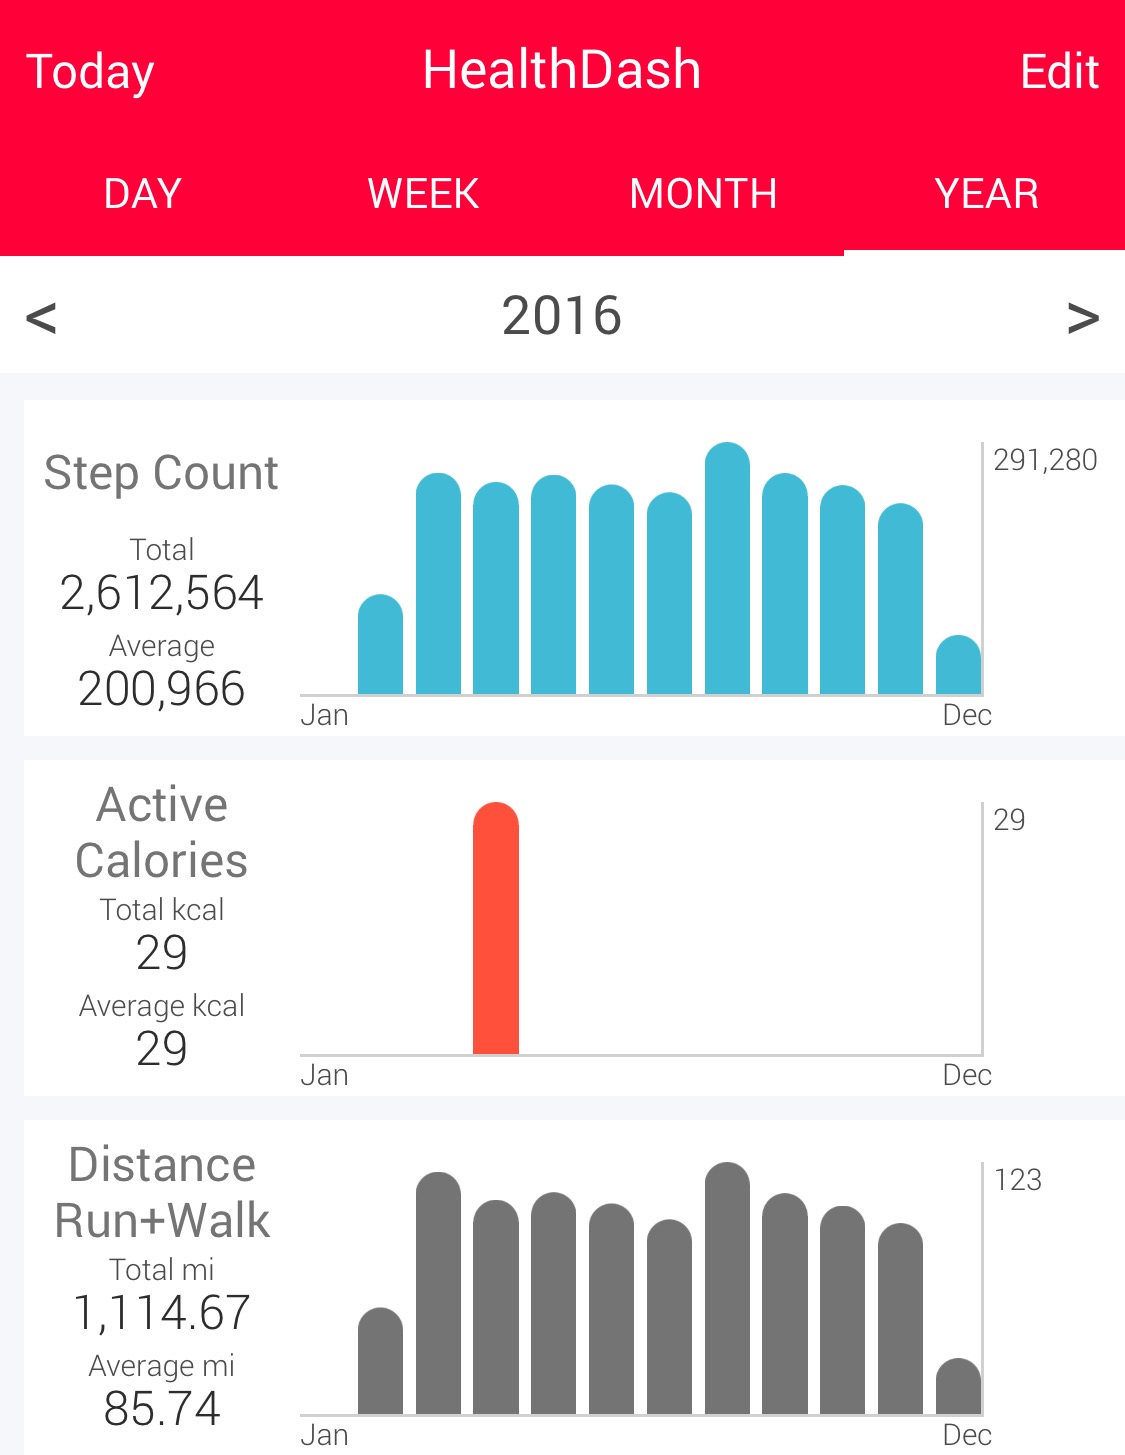 Today HealthDash Edit
DAY WEEK MONTH YEAR
< 2016 >
Step Count
Total
2,612,564
Average
200,966
291,280
Jan Dec
Active
Calories
Total kcal
29
Average kcal
29
29
Jan Dec
Distance
Run+Walk
Total mi
1,114.67
Average mi
85.74
123
Jan Dec